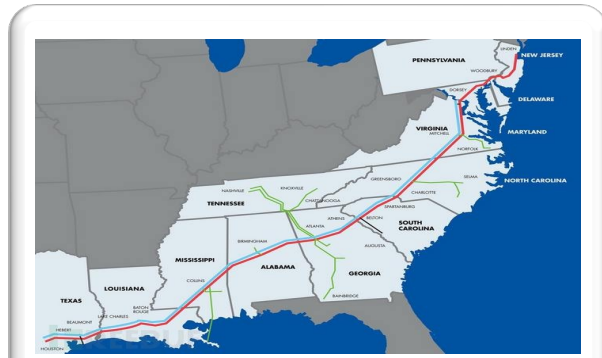 LINDEN
NEW JERSEY
PENNSYLVANIA
WOODBURY
DORSEY
DELAWARE
VIRGINIA
MITCHELL
MARYLAND
NORFOLK
GREENSBORO
SELMA
NORTH CAROLINA
NASHVILLE
KNOXVILLE
CHARLOTTE
TENNESSEE
CHATTANOOGA
SPARTANBURG
ATHENS
BELTON
SOUTH
CAROLINA
ATLANTA
BIRMINGHAM
AUGUSTA
MISSISSIPPI
ALABAMA
GEORGIA
COLLINS
LOUISIANA
BATON
ROUGE
BAINBRIDGE
TEXAS
LAKE CHARLES
BEAUMONT
HEBERT
HOUSTON